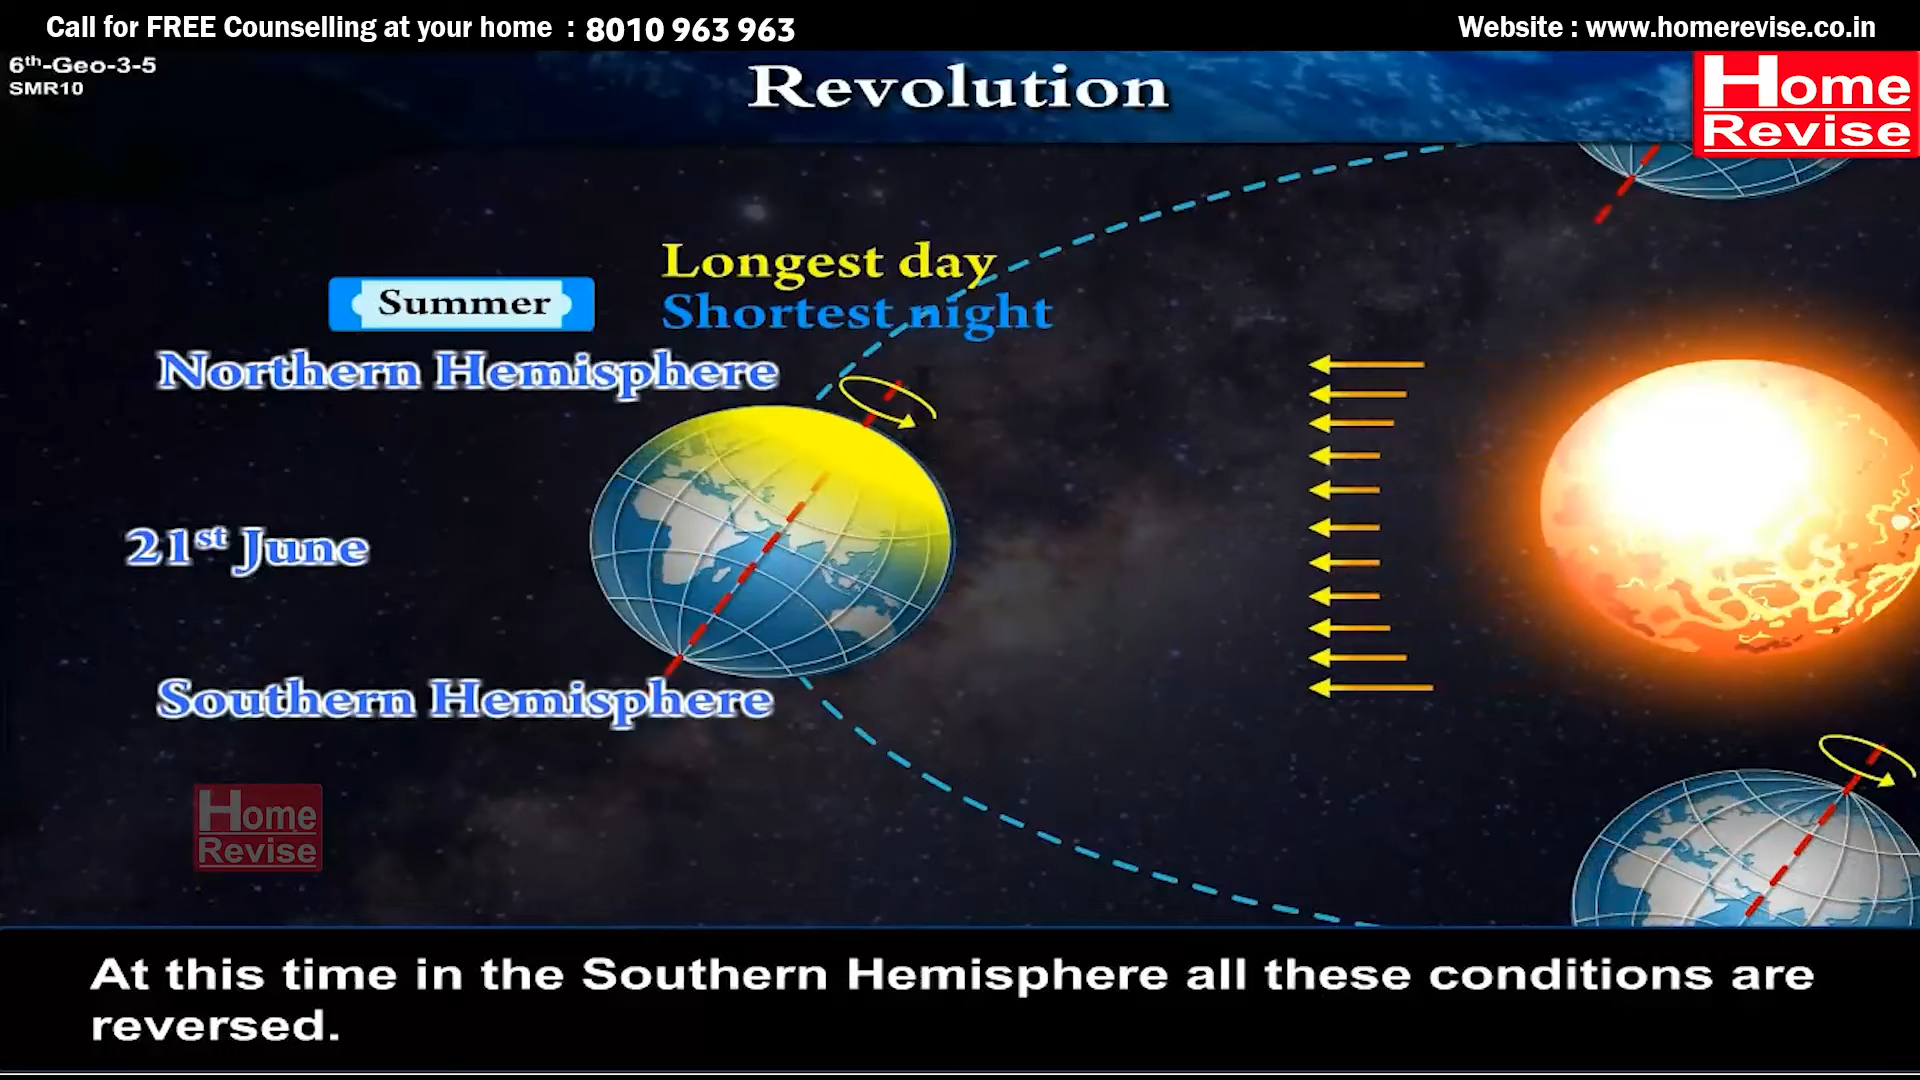 Call for FREE Counselling at your home : 8010 963 963
Website : www.homerevise.co.in
6th-Geo-3-5
SMR10
Revolution
Home
Revise
Longest day
Summer
Shortest night
Northern Hemisphere
21st June
Southern Hemisphere
Home
Revise
At this time in the Southern Hemisphere all these conditions are
reversed.